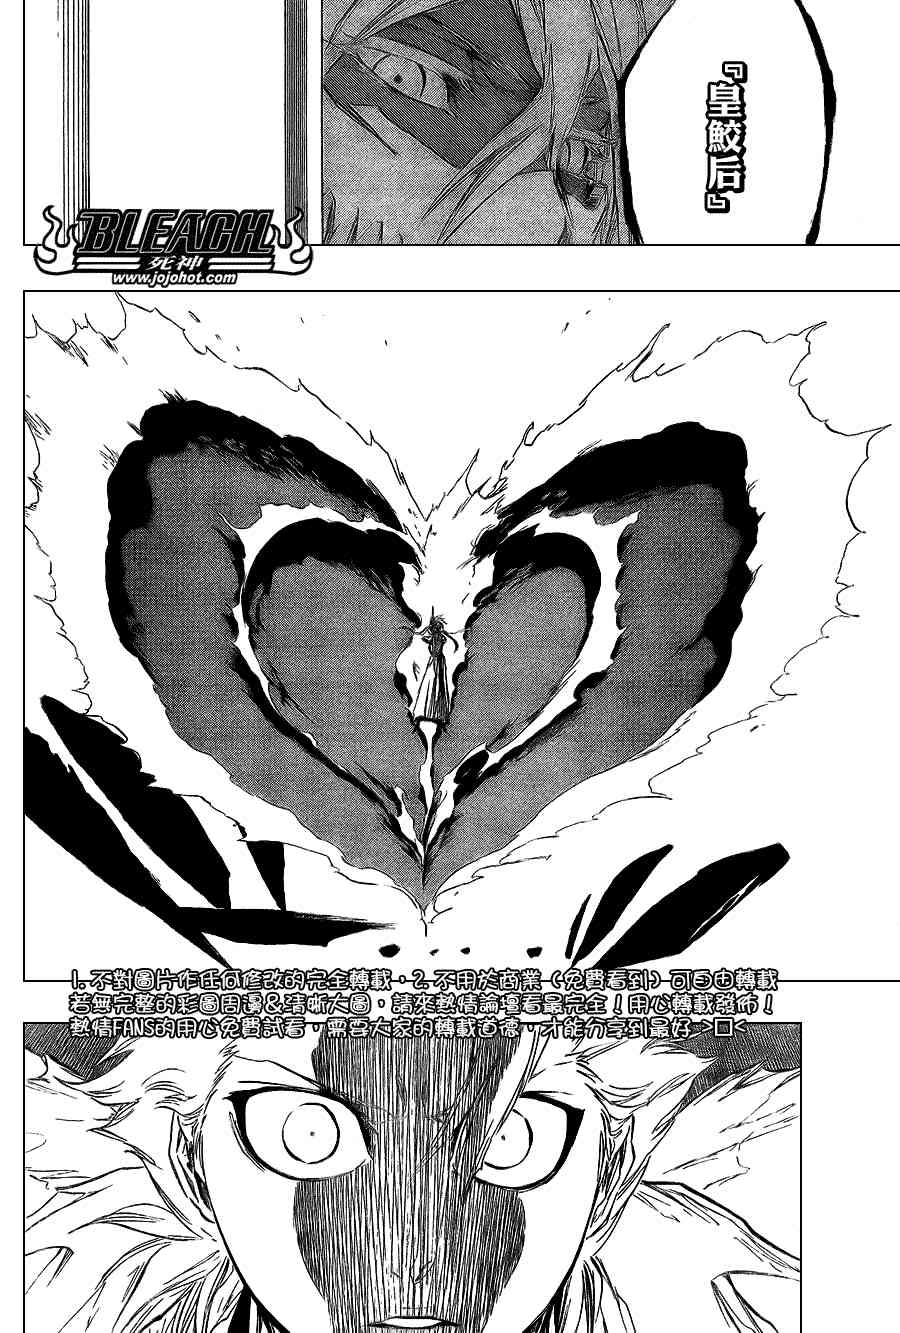 『皇鮫后』
BLEACH
死神
www.jojohot.com
1. 不對圖片作任何修改的完全轉載，2. 不用於商業（免費看到）可自由轉載
若無完整的彩圖周邊&清晰大圖，請來熱情論壇看最完全！用心轉載發佈！
熱情FANS的用心免費試看，需要大家的轉載道德，才能分享到最好 >口<